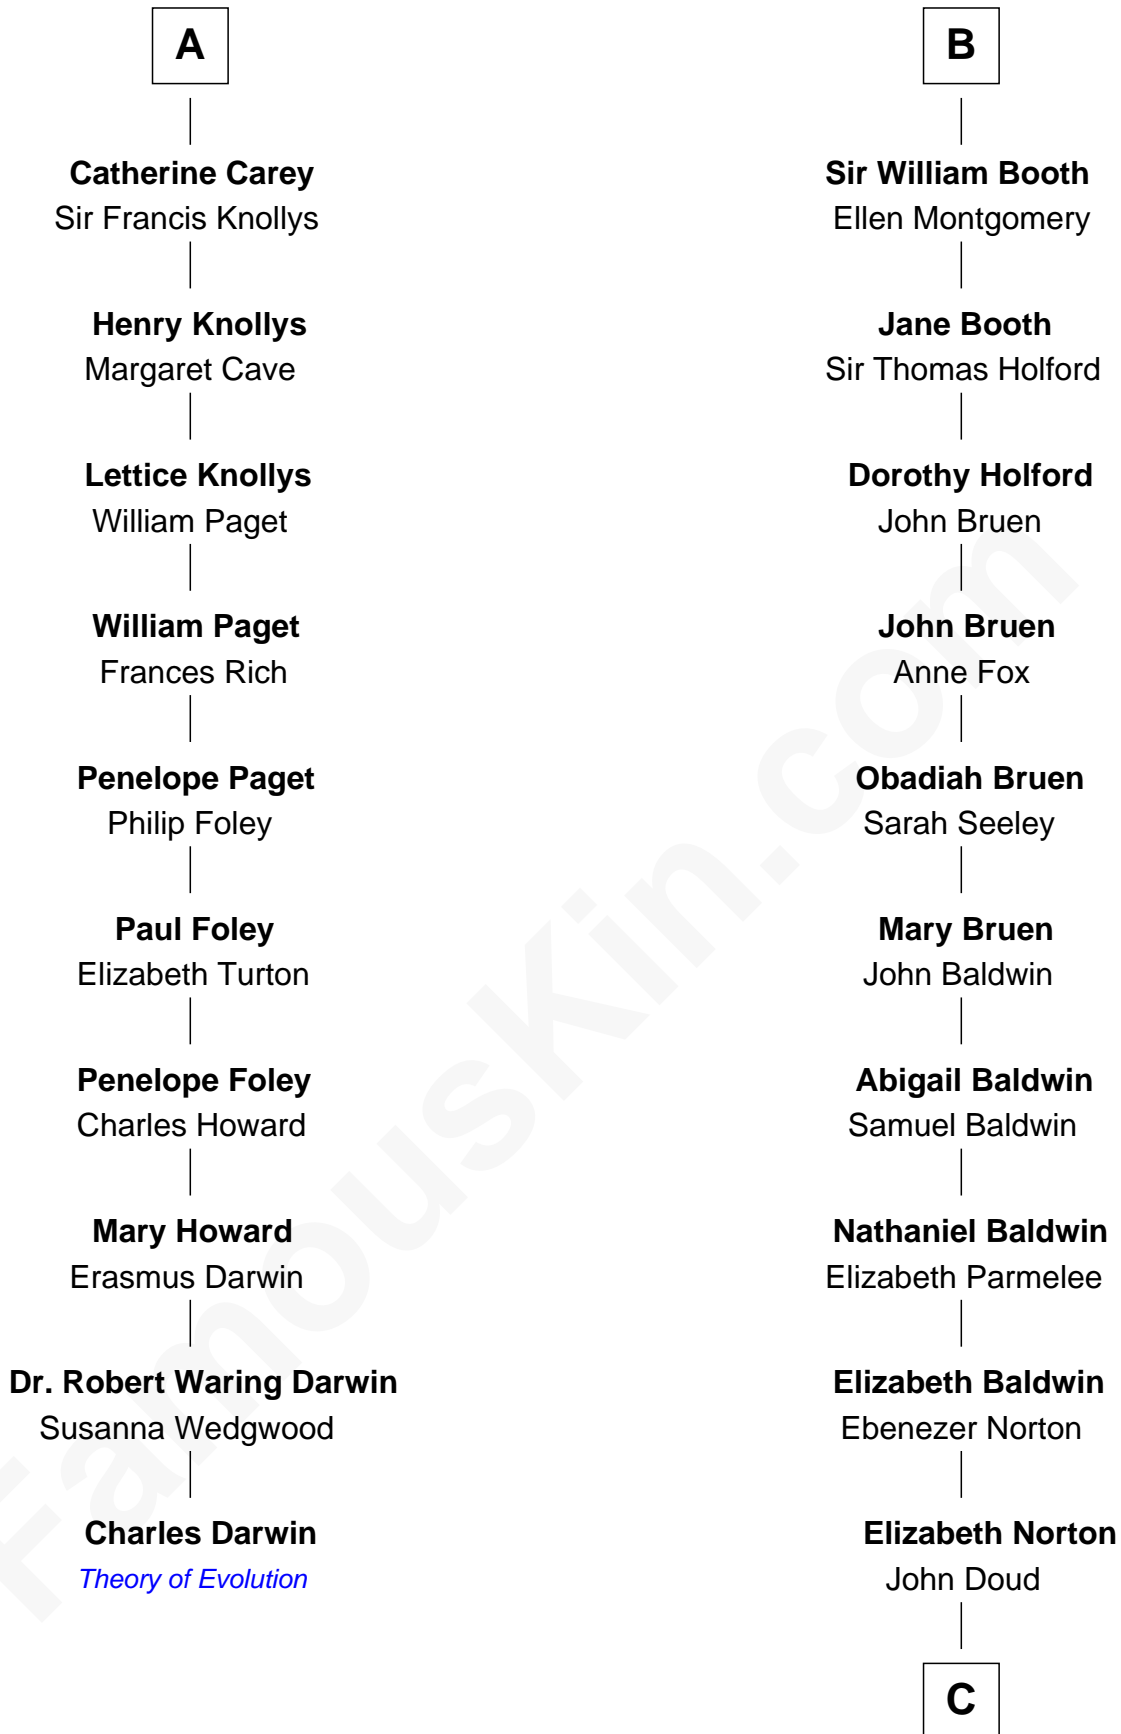 A
Catherine Carey
Sir Francis Knollys
Henry Knollys
Margaret Cave
Lettice Knollys
William Paget
William Paget
Frances Rich
Penelope Paget
Philip Foley
Paul Foley
Elizabeth Turton
Penelope Foley
Charles Howard
Mary Howard
Erasmus Darwin
Dr. Robert Waring Darwin
Susanna Wedgwood
Charles Darwin
Theory of Evolution
B
Sir William Booth
Ellen Montgomery
Jane Booth
Sir Thomas Holford
Dorothy Holford
John Bruen
John Bruen
Anne Fox
Obadiah Bruen
Sarah Seeley
Mary Bruen
John Baldwin
Abigail Baldwin
Samuel Baldwin
Nathaniel Baldwin
Elizabeth Parmelee
Elizabeth Baldwin
Ebenezer Norton
Elizabeth Norton
John Doud
C
FamousKin.com